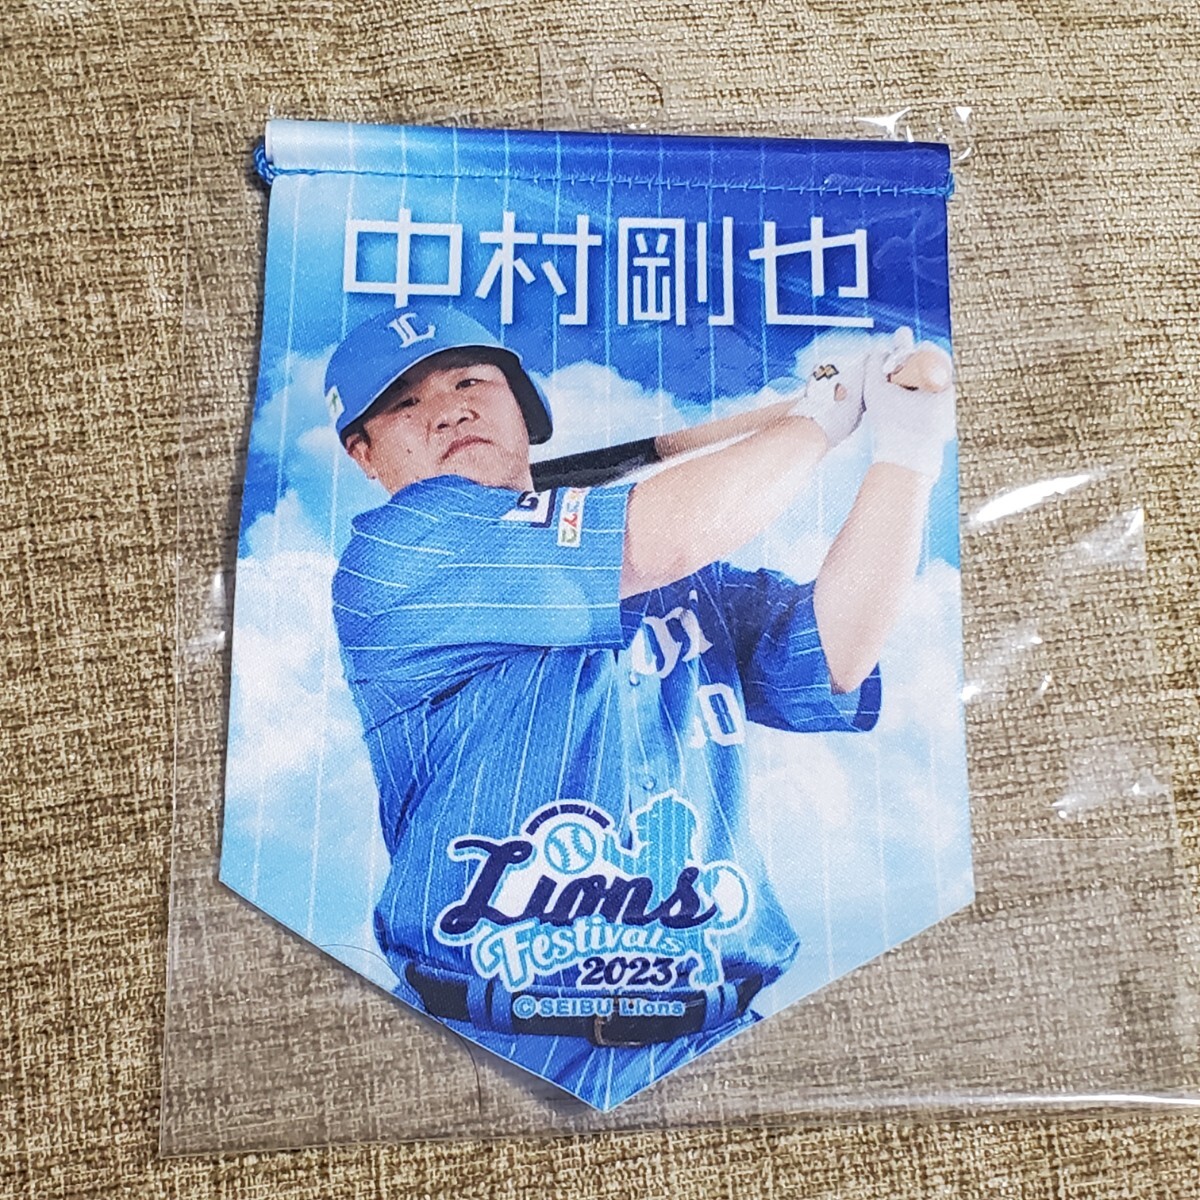 中村剛也
L
G
Lions
Festivals
2023
©SEIBU Lions